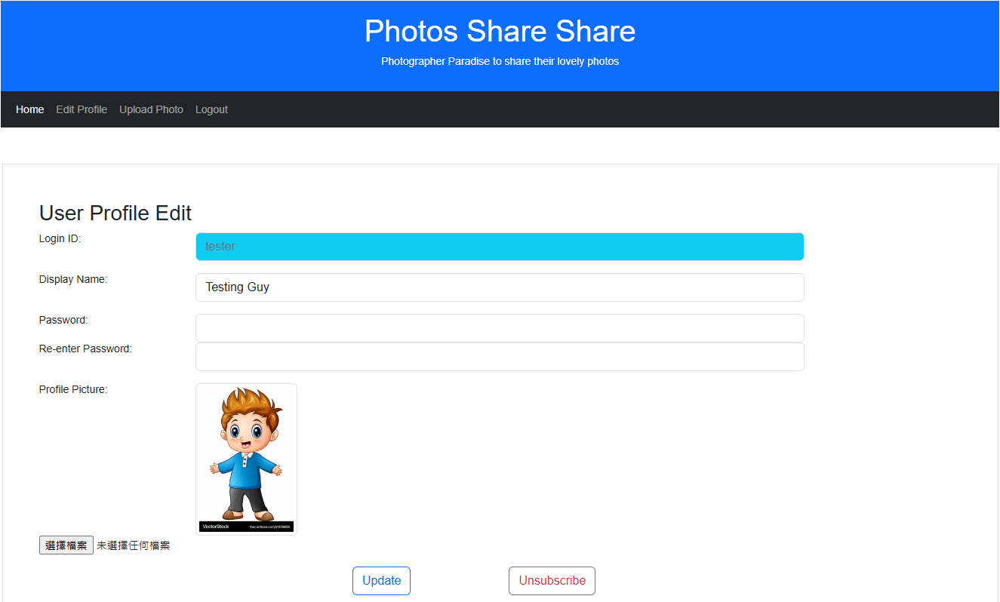 Photos Share Share
Photographer Paradise to share their lovely photos
Home Edit Profile Upload Photo Logout
User Profile Edit
Login ID: tester
Display Name: Testing Guy
Password:
Re-enter Password:
Profile Picture:
VectorStock
選擇檔案 未選擇任何檔案
Update Unsubscribe